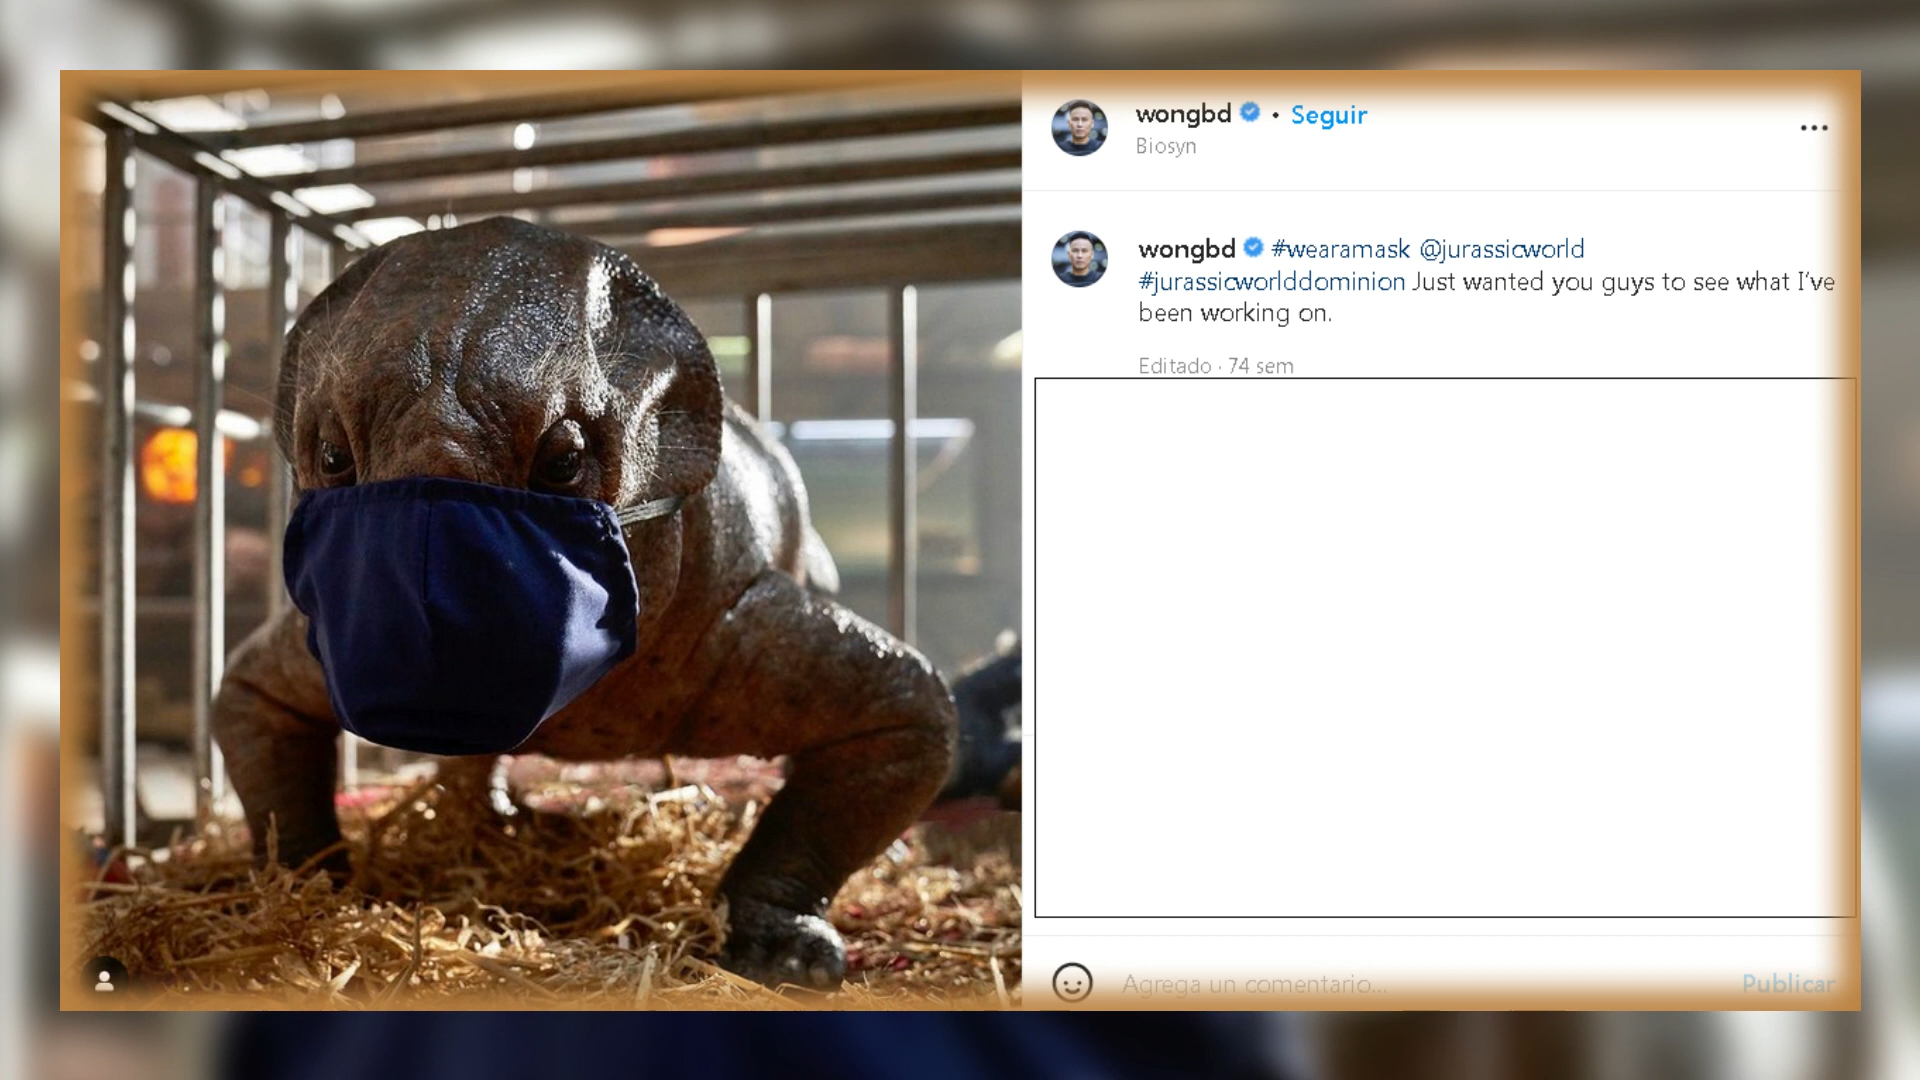 wongbd • Seguir
Biosyn
wongbd #wearamask @jurassicworld
#jurassicworlddominion Just wanted you guys to see what I've
been working on.
Editado · 74 sem
Agrega un comentario...
Publicar